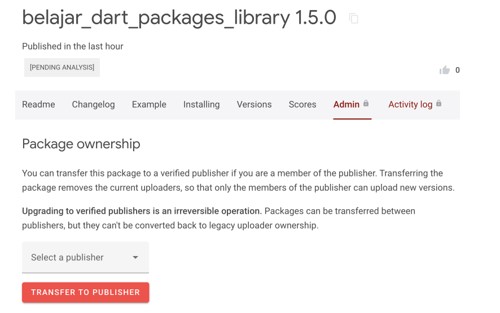 belajar_dart_packages_library 1.5.0
Published in the last hour
[PENDING ANALYSIS]
0
Readme Changelog Example Installing Versions Scores Admin Activity log
Package ownership
You can transfer this package to a verified publisher if you are a member of the publisher. Transferring the
package removes the current uploaders, so that only the members of the publisher can upload new versions.
Upgrading to verified publishers is an irreversible operation. Packages can be transferred between
publishers, but they can't be converted back to legacy uploader ownership.
Select a publisher
TRANSFER TO PUBLISHER